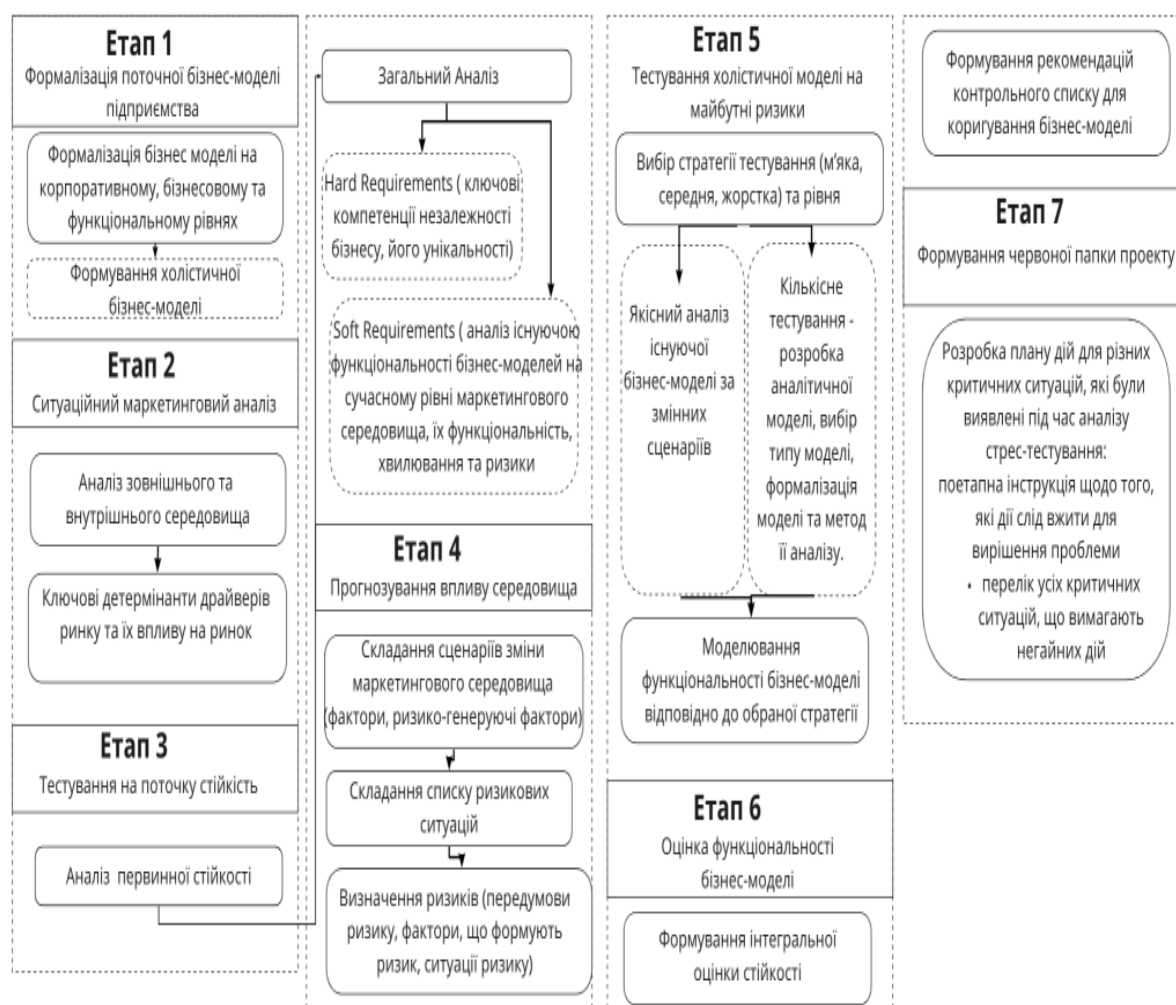 Етап 1
Формалізація поточної бізнес-моделі
підприємства
Формалізація бізнес моделі на
корпоративному, бізнесовому та
функціональному рівнях
Формування холістичної
бізнес-моделі
Етап 2
Ситуаційний маркетинговий аналіз
Аналіз зовнішнього та
внутрішнього середовища
Ключові детермінанти драйверів
ринку та їх впливу на ринок
Етап 3
Тестування на поточку стійкість
Аналіз первинної стійкості
Загальний Аналіз
Hard Requirements ( ключові
компетенції незалежності
бізнесу, його унікальності)
Soft Requirements ( аналіз існуючою
функціональності бізнес-моделей на
сучасному рівні маркетингового
середовища, їх функціональність,
хвилювання та ризики
Етап 4
Прогнозування впливу середовища
Складання сценаріїв зміни
маркетингового середовища
(фактори, ризико-генеруючі фактори)
Складання списку ризикових
ситуацій
Визначення ризиків (передумови
ризику, фактори, що формують
ризик, ситуації ризику)
Етап 5
Тестування холістичної моделі на
майбутні ризики
Вибір стратегії тестування (м'яка,
середня, жорстка) та рівня
Якісний аналіз
існуючої
бізнес-моделі за
змінних
сценаріїв
Кількісне
тестування -
розробка
аналітичної
моделі, вибір
типу моделі,
формалізація
моделі та метод
її аналізу.
Моделювання
функціональності бізнес-моделі
відповідно до обраної стратегії
Етап 6
Оцінка функціональності
бізнес-моделі
Формування інтегральної
оцінки стійкості
Формування рекомендацій
контрольного списку для
коригування бізнес-моделі
Етап 7
Формування червоної папки проекту
Розробка плану дій для різних
критичних ситуацій, які були
виявлені під час аналізу
стрес-тестування:
поетапна інструкція щодо того,
які дії слід вжити для
вирішення проблеми
• перелік усіх критичних
ситуацій, що вимагають
негайних дій